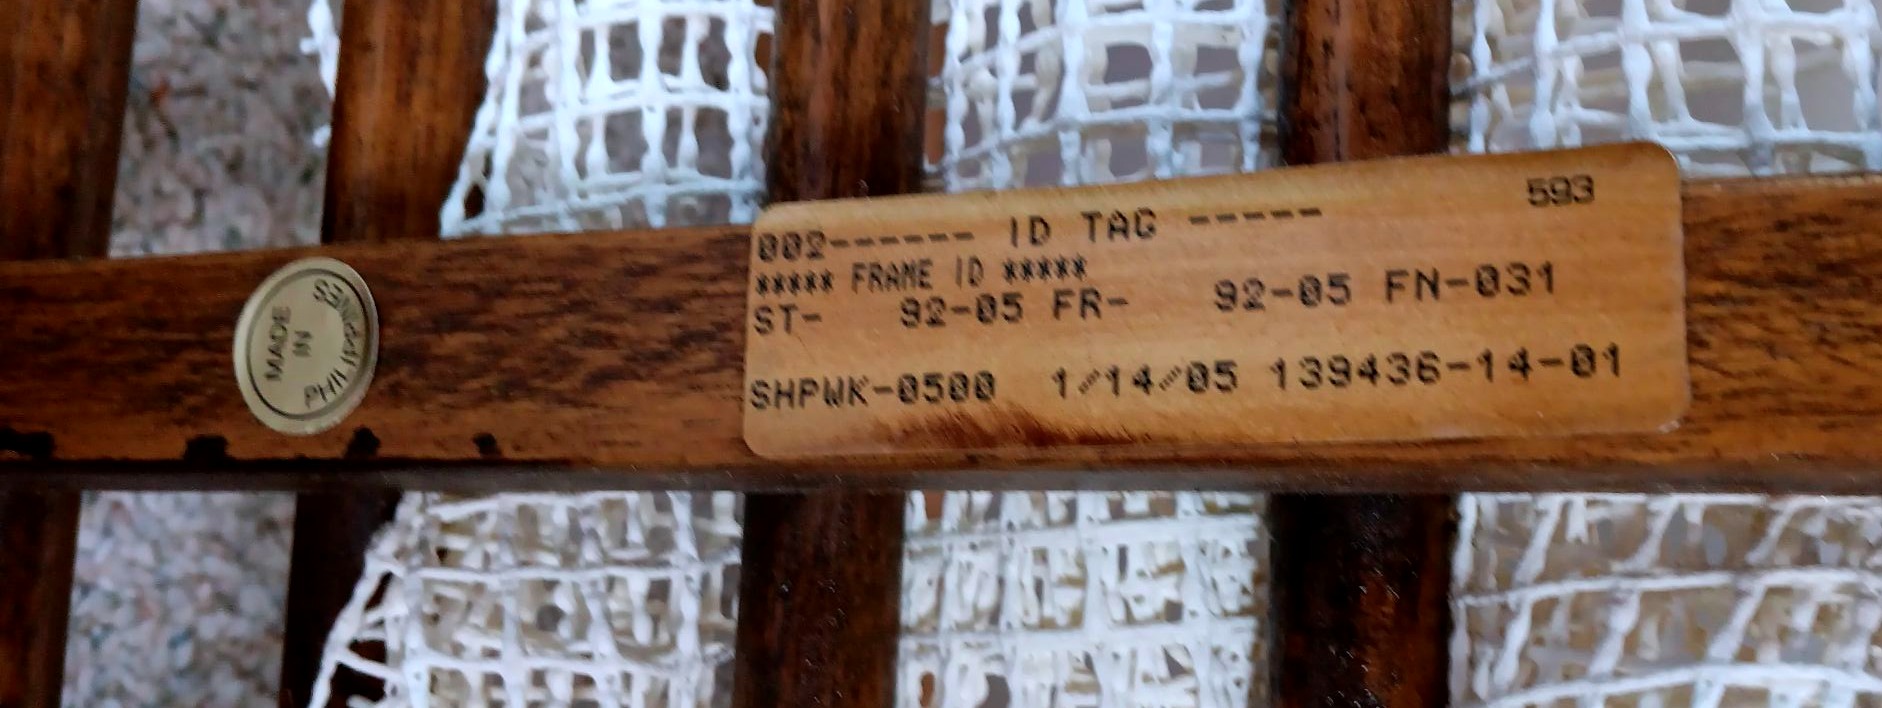 MADE
IN
PHILIPPINES
593
002------ ID TAG -----
***** FRAME ID *****
ST- 92-05 FR- 92-05 FN-031
SHPWK-0500 1/14/05 139436-14-01